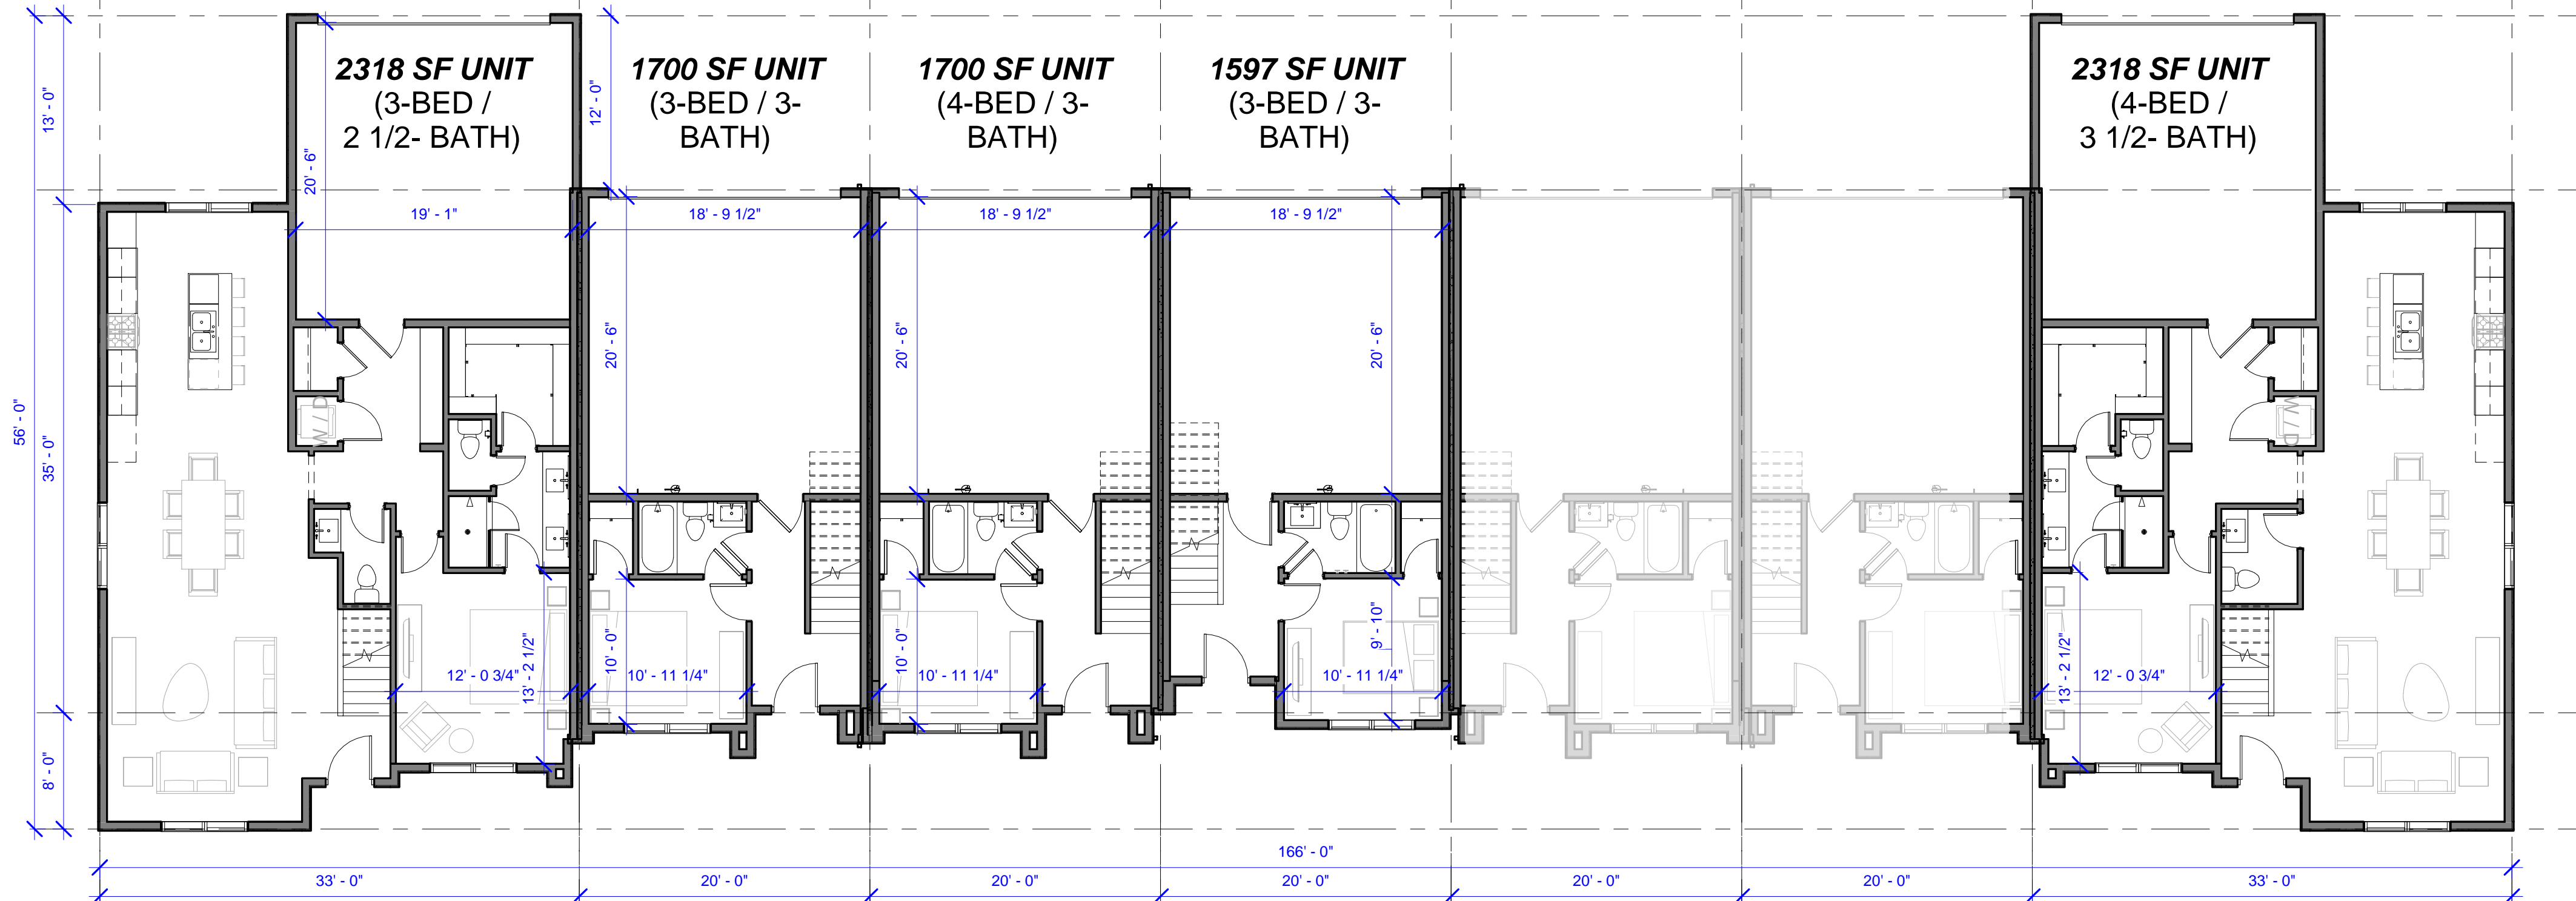 2318 SF UNIT
(3-BED /
2 1/2- BATH)
1700 SF UNIT
(3-BED / 3-
BATH)
1700 SF UNIT
(4-BED / 3-
BATH)
1597 SF UNIT
(3-BED / 3-
BATH)
2318 SF UNIT
(4-BED /
3 1/2- BATH)
13' - 0"
12' - 0"
20' - 6"
19' - 1"
18' - 9 1/2"
18' - 9 1/2"
18' - 9 1/2"
20' - 6"
20' - 6"
20' - 6"
56' - 0"
35' - 0"
W/
W/
10' - 0"
10' - 0"
9' - 10"
13' - 2 1/2"
13' - 2 1/2"
12' - 0 3/4"
10' - 11 1/4"
10' - 11 1/4"
10' - 11 1/4"
12' - 0 3/4"
8' - 0"
166' - 0"
33' - 0"
20' - 0"
20' - 0"
20' - 0"
20' - 0"
20' - 0"
33' - 0"